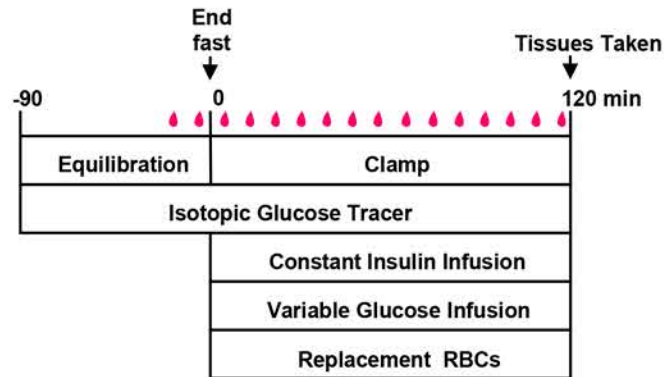 End
fast
Tissues Taken
-90
0
120 min
Equilibration
Clamp
Isotopic Glucose Tracer
Constant Insulin Infusion
Variable Glucose Infusion
Replacement RBCs